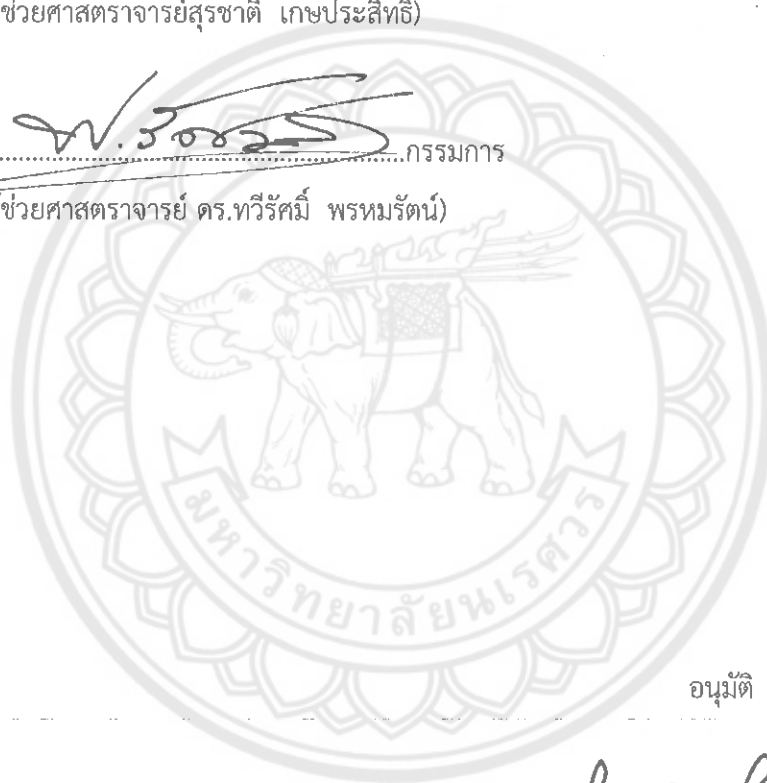 ช่วยศาสตราจารย์สุรชาติ เกษประสิทธิ์)
กรรมการ
ช่วยศาสตราจารย์ ดร.ทวีรัศมิ์ พรหมรัตน์)
มหาวิทยาลัยนเรศวร
อนุมัติ